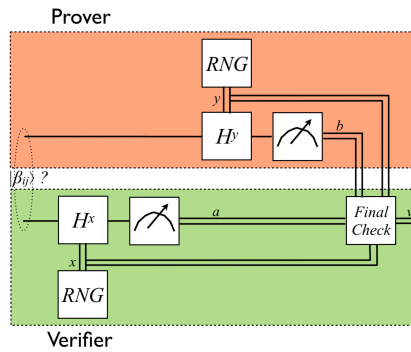 Prover
RNG
y
H^y
b
|β_ij⟩ ?
H^x
a
Final
Check
v
x
RNG
Verifier